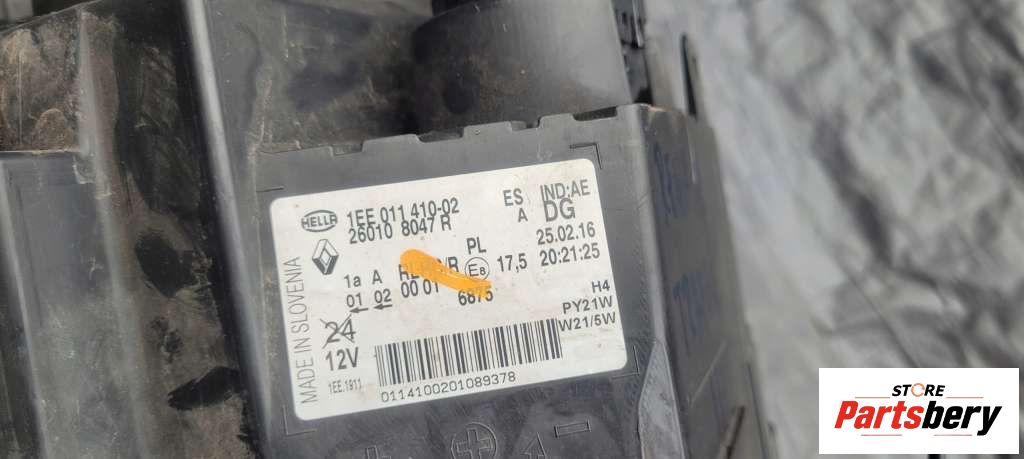 HELLA
1EE 011 410-02
26010 8047 R
ES
A
IND:AE
DG
25.02.16
20:21:25
1a A
PL
E8
17,5
01 02
00 01
6875
24
12V
1EE.1911
MADE IN SLOVENIA
H4
PY21W
W21/5W
0114100201089378
STORE
Partsbery